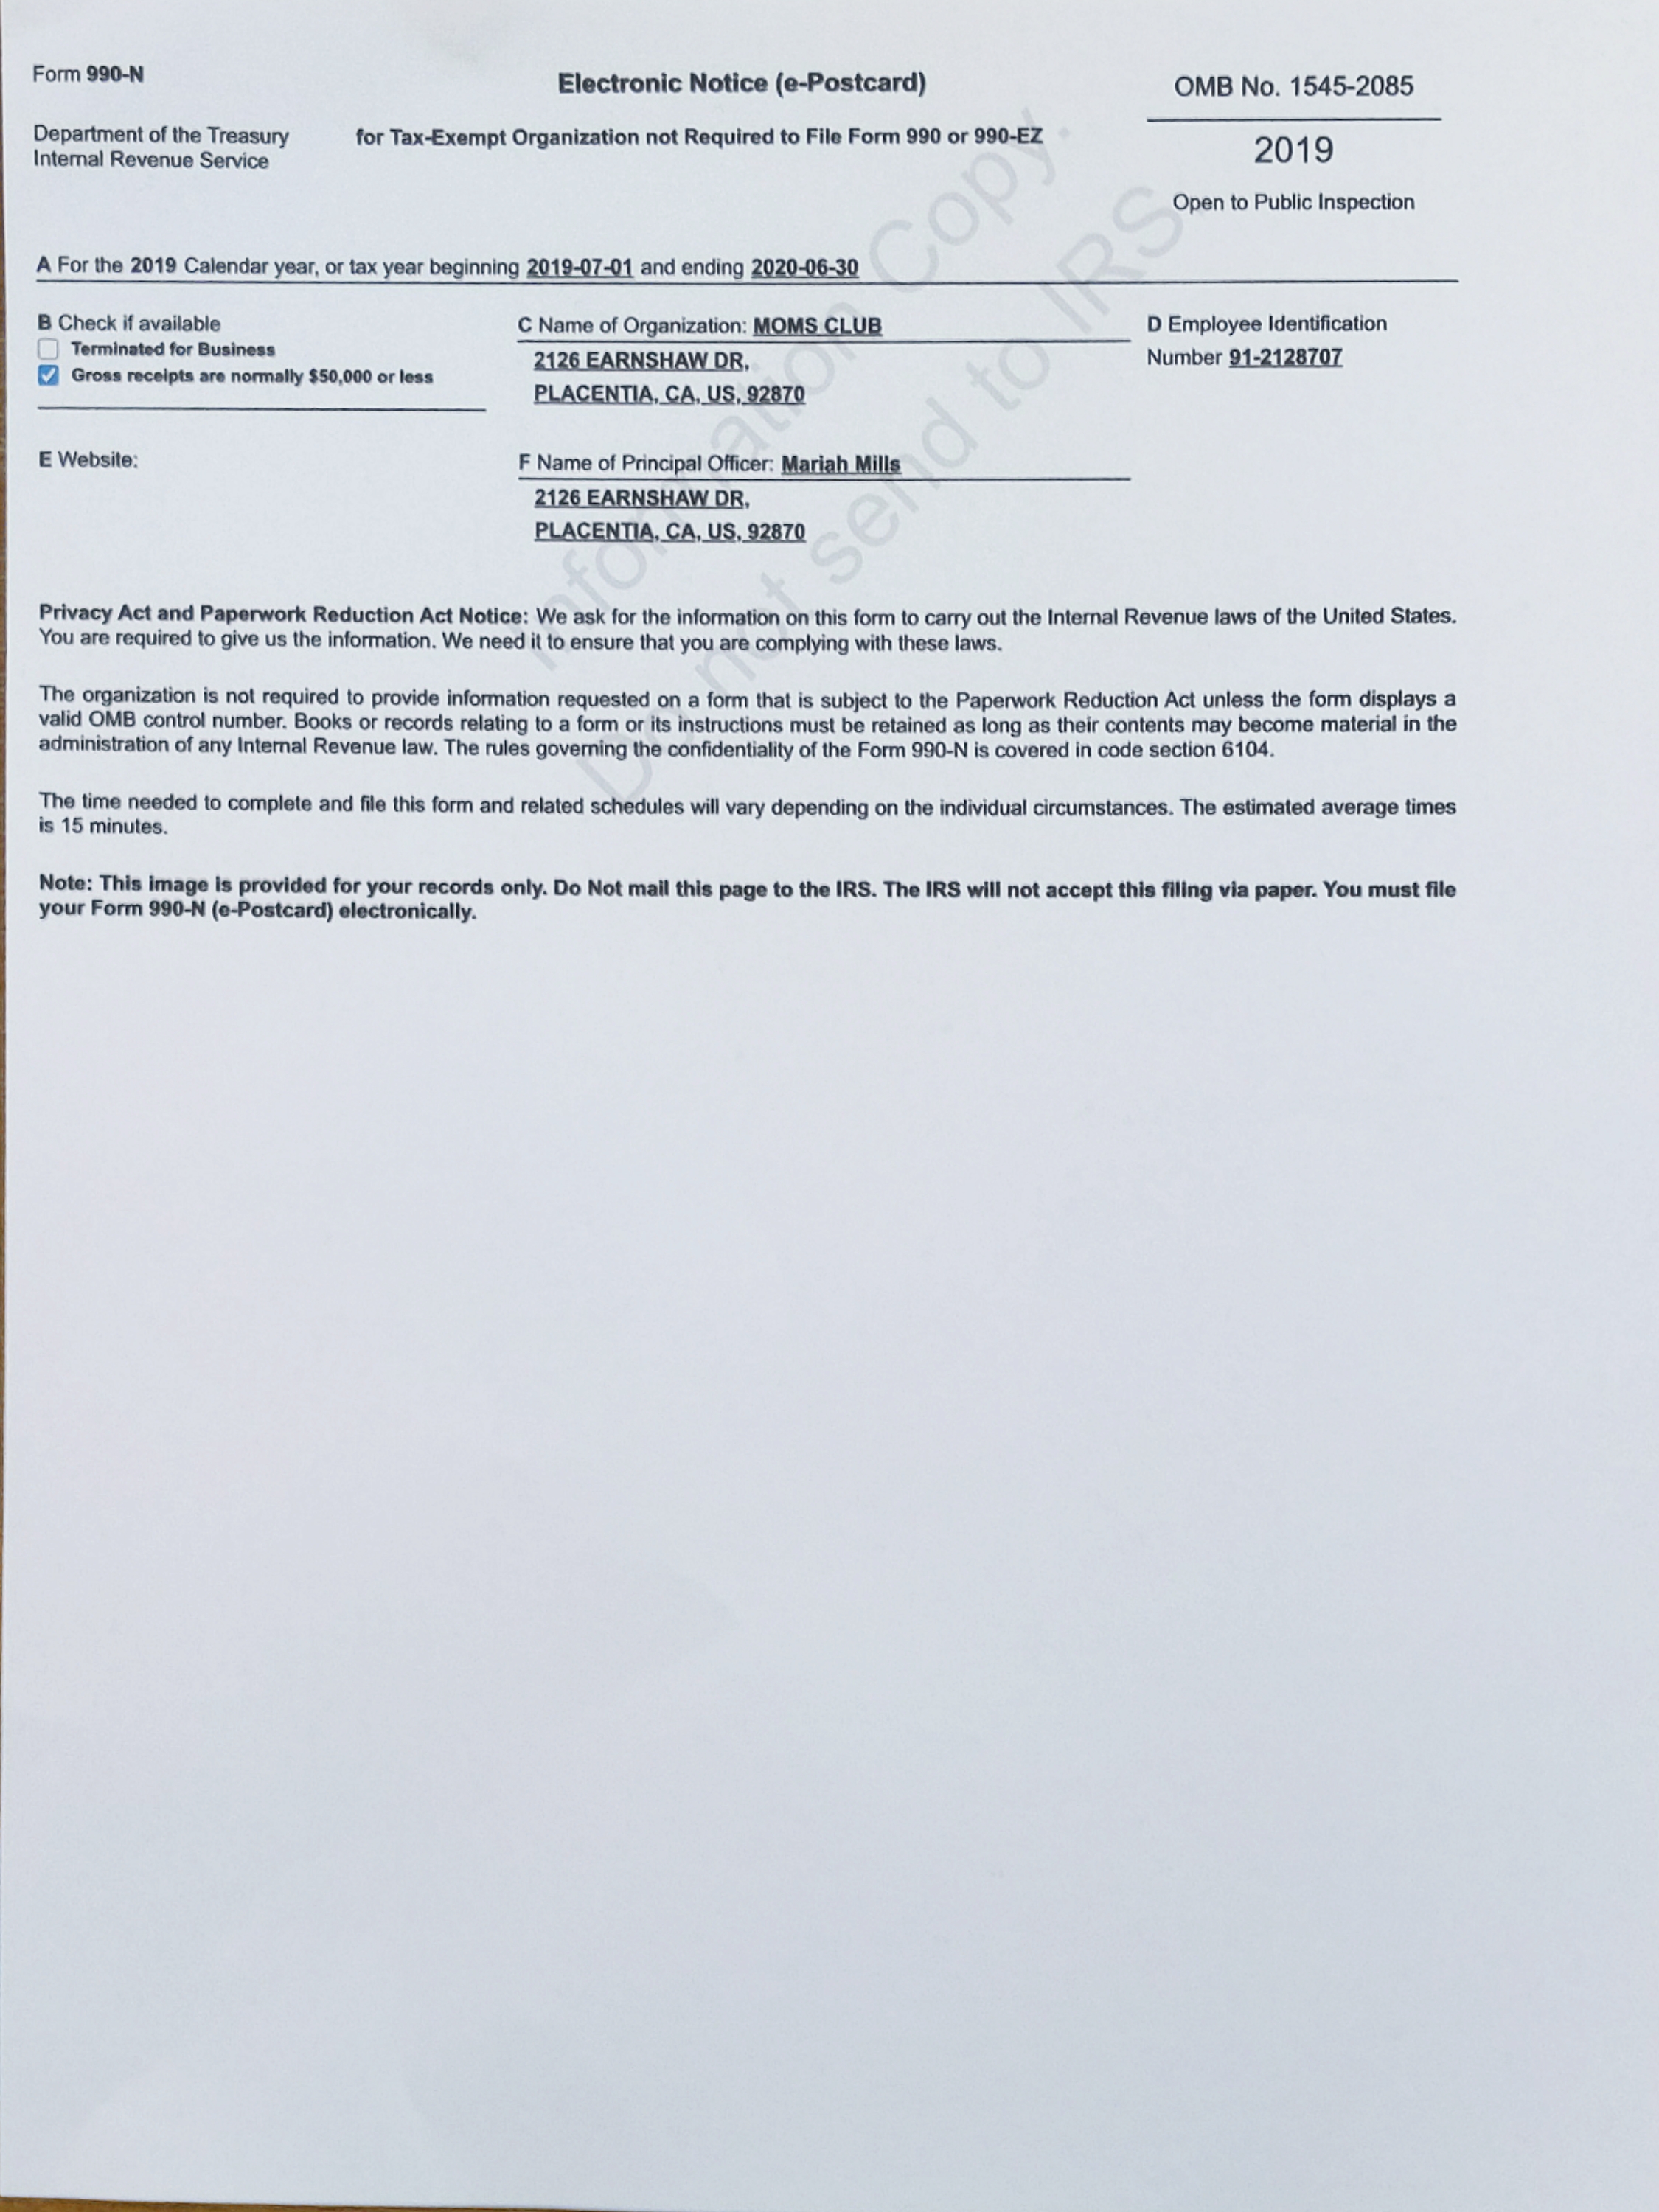 Form 990-N
Electronic Notice (e-Postcard)
OMB No. 1545-2085
Department of the Treasury
Internal Revenue Service
for Tax-Exempt Organization not Required to File Form 990 or 990-EZ
2019
Open to Public Inspection
A For the 2019 Calendar year, or tax year beginning 2019-07-01 and ending 2020-06-30
B Check if available
Terminated for Business
Gross receipts are normally $50,000 or less
C Name of Organization: MOMS CLUB
2126 EARNSHAW DR,
PLACENTIA, CA, US, 92870
D Employee Identification
Number 91-2128707
E Website:
F Name of Principal Officer: Mariah Mills
2126 EARNSHAW DR,
PLACENTIA, CA, US, 92870
Privacy Act and Paperwork Reduction Act Notice: We ask for the information on this form to carry out the Internal Revenue laws of the United States.
You are required to give us the information. We need it to ensure that you are complying with these laws.
The organization is not required to provide information requested on a form that is subject to the Paperwork Reduction Act unless the form displays a
valid OMB control number. Books or records relating to a form or its instructions must be retained as long as their contents may become material in the
administration of any Internal Revenue law. The rules governing the confidentiality of the Form 990-N is covered in code section 6104.
The time needed to complete and file this form and related schedules will vary depending on the individual circumstances. The estimated average times
is 15 minutes.
Note: This image is provided for your records only. Do Not mail this page to the IRS. The IRS will not accept this filing via paper. You must file
your Form 990-N (e-Postcard) electronically.
Information Copy.
Do not send to IRS